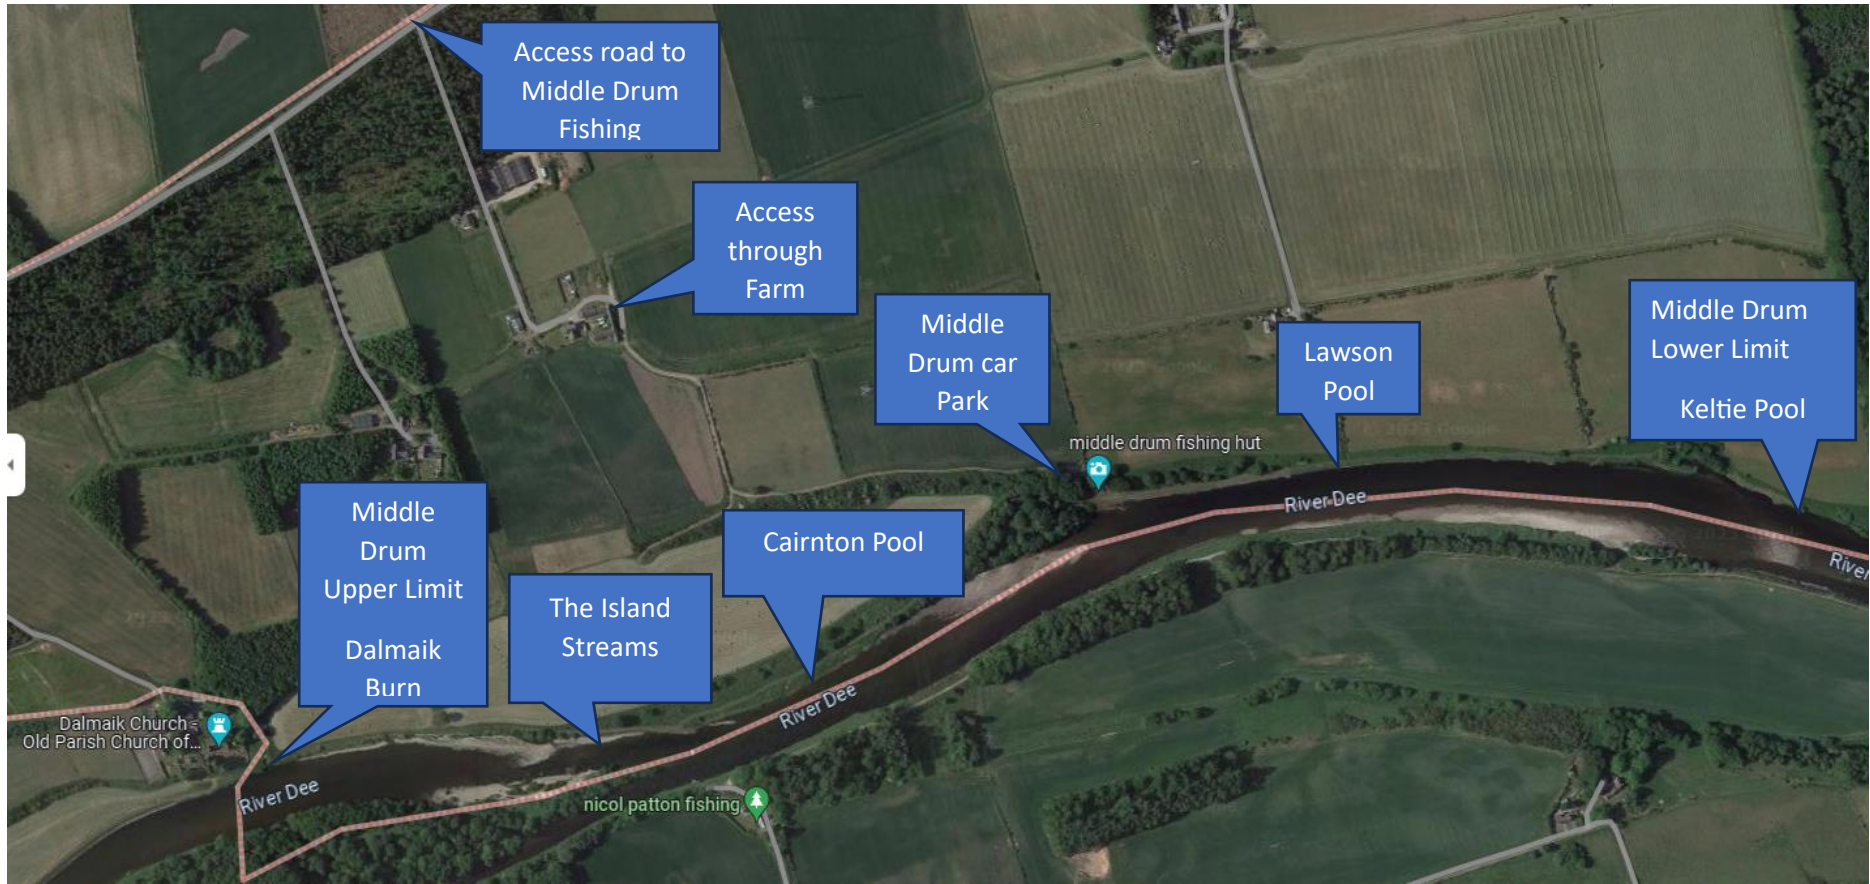 Access road to
Middle Drum
Fishing
Access
through
Farm
Middle
Drum car
Park
Lawson
Pool
Middle Drum
Lower Limit
Keltie Pool
middle drum fishing hut
River Dee
River
Middle
Drum
Upper Limit
Dalmaik
Burn
The Island
Streams
Cairnton Pool
River Dee
Dalmaik Church -
Old Parish Church of...
River Dee
nicol patton fishing